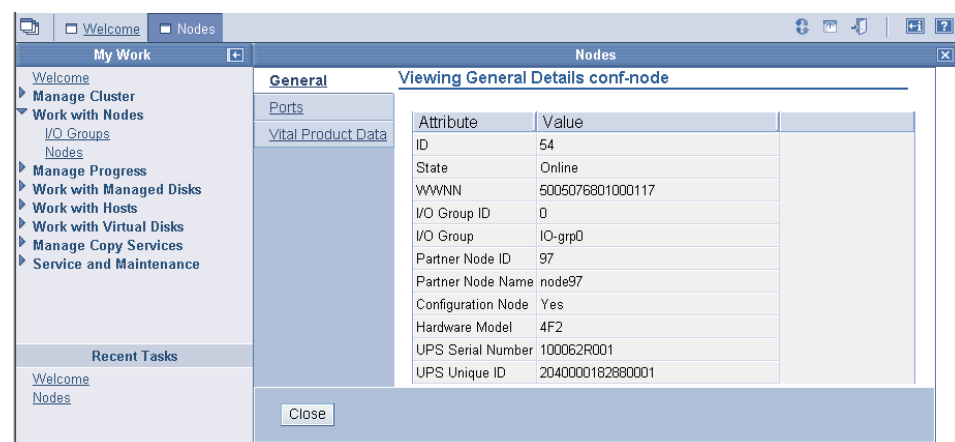 Welcome Nodes
My Work
Nodes
Welcome
Manage Cluster
Work with Nodes
I/O Groups
Nodes
Manage Progress
Work with Managed Disks
Work with Hosts
Work with Virtual Disks
Manage Copy Services
Service and Maintenance
Recent Tasks
Welcome
Nodes
General
Ports
Vital Product Data
Viewing General Details conf-node
Attribute Value
ID 54
State Online
WWNN 5005076801000117
I/O Group ID 0
I/O Group IO-grp0
Partner Node ID 97
Partner Node Name node97
Configuration Node Yes
Hardware Model 4F2
UPS Serial Number 100062R001
UPS Unique ID 2040000182880001
Close